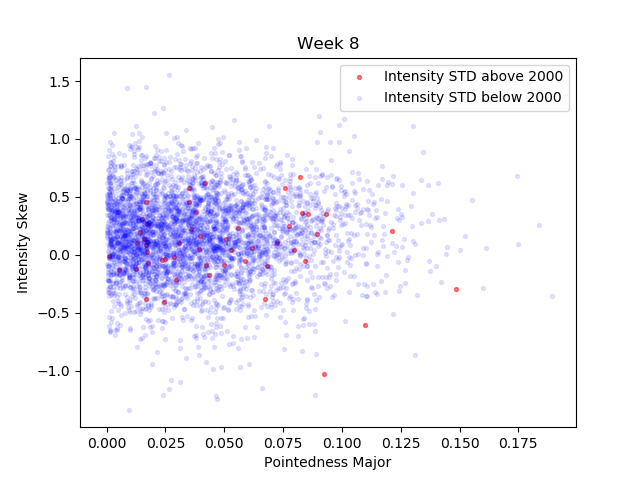 Week 8
Intensity STD above 2000
Intensity STD below 2000
1.5
1.0
0.5
0.0
−0.5
−1.0
Intensity Skew
0.000 0.025 0.050 0.075 0.100 0.125 0.150 0.175
Pointedness Major